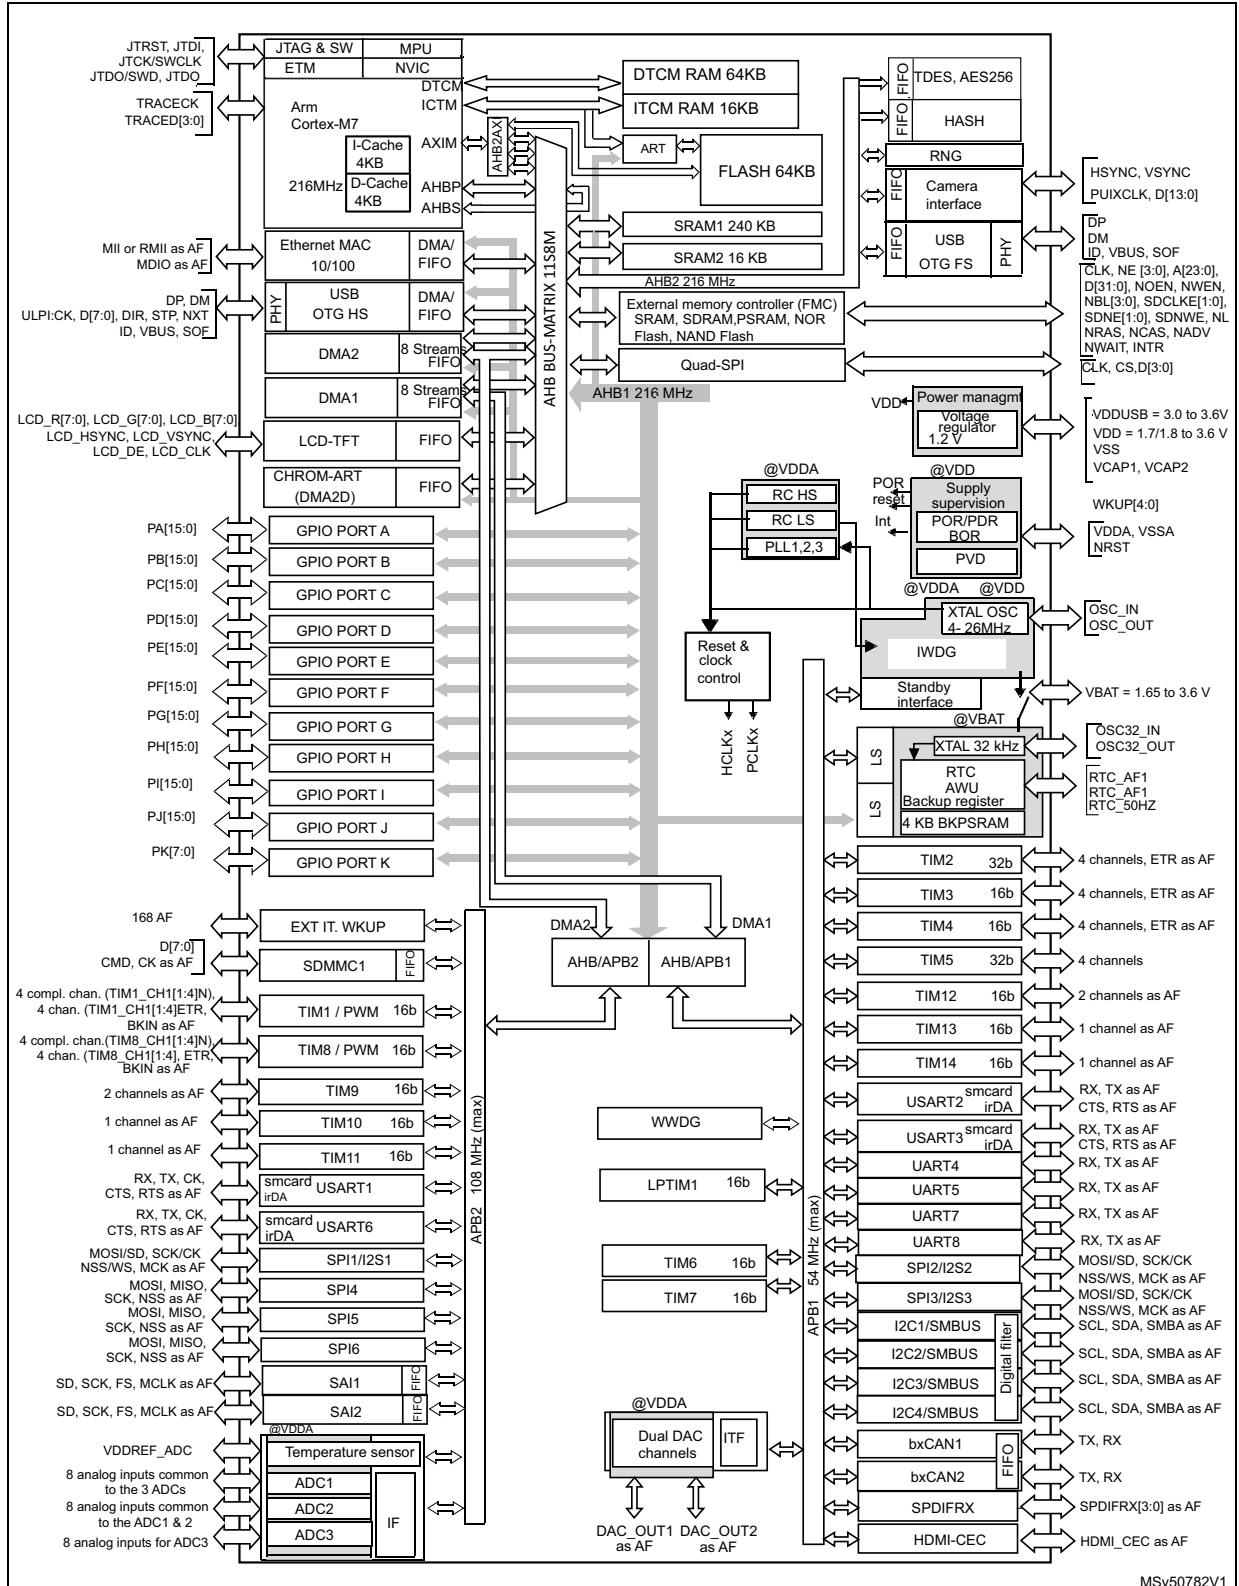 JTRST, JTDI,
JTCK/SWCLK
JTDO/SWD, JTDO
TRACECK
TRACED[3:0]
JTAG & SW
MPU
ETM
NVIC
DTCM
ICTM
Arm
Cortex-M7
AXIM
I-Cache
4KB
216MHz
D-Cache
4KB
AHBP
AHBS
AHB2AXI
AHB BUS-MATRIX 11S8M
DTCM RAM 64KB
ITCM RAM 16KB
ART
FLASH 64KB
SRAM1 240 KB
SRAM2 16 KB
AHB2 216 MHz
External memory controller (FMC)
SRAM, SDRAM,PSRAM, NOR
Flash, NAND Flash
Quad-SPI
AHB1 216 MHz
FIFO
FIFO
TDES, AES256
FIFO
HASH
RNG
FIFO
Camera
interface
FIFO
USB
OTG FS
PHY
HSYNC, VSYNC
PUIXCLK, D[13:0]
DP
DM
ID, VBUS, SOF
CLK, NE [3:0], A[23:0],
D[31:0], NOEN, NWEN,
NBL[3:0], SDCLKE[1:0],
SDNE[1:0], SDNWE, NL
NRAS, NCAS, NADV
NWAIT, INTR
CLK, CS,D[3:0]
MII or RMII as AF
MDIO as AF
Ethernet MAC
10/100
DMA/
FIFO
DP, DM
ULPI:CK, D[7:0], DIR, STP, NXT
ID, VBUS, SOF
PHY
USB
OTG HS
DMA/
FIFO
DMA2
8 Streams
FIFO
DMA1
8 Streams
FIFO
LCD_R[7:0], LCD_G[7:0], LCD_B[7:0],
LCD_HSYNC, LCD_VSYNC,
LCD_DE, LCD_CLK
LCD-TFT
FIFO
CHROM-ART
(DMA2D)
FIFO
VDD
Power managmt
Voltage
regulator
1.2 V
VDDUSB = 3.0 to 3.6V
VDD = 1.7/1.8 to 3.6 V
VSS
VCAP1, VCAP2
@VDDA
RC HS
RC LS
PLL1,2,3
@VDD
POR
reset
Int
Supply
supervision
POR/PDR
BOR
PVD
WKUP[4:0]
VDDA, VSSA
NRST
@VDDA
@VDD
XTAL OSC
4- 26MHz
IWDG
OSC_IN
OSC_OUT
Standby
interface
VBAT = 1.65 to 3.6 V
@VBAT
LS
LS
XTAL 32 kHz
RTC
AWU
Backup register
4 KB BKPSRAM
OSC32_IN
OSC32_OUT
RTC_AF1
RTC_AF1
RTC_50HZ
Reset &
clock
control
HCLKx
PCLKx
PA[15:0]
GPIO PORT A
PB[15:0]
GPIO PORT B
PC[15:0]
GPIO PORT C
PD[15:0]
GPIO PORT D
PE[15:0]
GPIO PORT E
PF[15:0]
GPIO PORT F
PG[15:0]
GPIO PORT G
PH[15:0]
GPIO PORT H
PI[15:0]
GPIO PORT I
PJ[15:0]
GPIO PORT J
PK[7:0]
GPIO PORT K
DMA2
DMA1
AHB/APB2
AHB/APB1
168 AF
EXT IT. WKUP
D[7:0]
CMD, CK as AF
SDMMC1
FIFO
4 compl. chan. (TIM1_CH1[1:4]N),
4 chan. (TIM1_CH1[1:4]ETR,
BKIN as AF
TIM1 / PWM 16b
4 compl. chan.(TIM8_CH1[1:4]N),
4 chan. (TIM8_CH1[1:4], ETR,
BKIN as AF
TIM8 / PWM 16b
2 channels as AF
TIM9 16b
1 channel as AF
TIM10 16b
1 channel as AF
TIM11 16b
RX, TX, CK,
CTS, RTS as AF
smcard
irDA
USART1
RX, TX, CK,
CTS, RTS as AF
smcard
irDA
USART6
MOSI/SD, SCK/CK
NSS/WS, MCK as AF
SPI1/I2S1
MOSI, MISO,
SCK, NSS as AF
SPI4
MOSI, MISO,
SCK, NSS as AF
SPI5
MOSI, MISO,
SCK, NSS as AF
SPI6
SD, SCK, FS, MCLK as AF
SAI1
FIFO
SD, SCK, FS, MCLK as AF
SAI2
FIFO
@VDDA
VDDREF_ADC
Temperature sensor
8 analog inputs common
to the 3 ADCs
ADC1
8 analog inputs common
to the ADC1 & 2
ADC2
8 analog inputs for ADC3
ADC3
IF
APB2 108 MHz (max)
WWDG
LPTIM1 16b
TIM6 16b
TIM7 16b
@VDDA
Dual DAC
channels
ITF
DAC_OUT1
as AF
DAC_OUT2
as AF
APB1 54 MHz (max)
TIM2 32b
4 channels, ETR as AF
TIM3 16b
4 channels, ETR as AF
TIM4 16b
4 channels, ETR as AF
TIM5 32b
4 channels
TIM12 16b
2 channels as AF
TIM13 16b
1 channel as AF
TIM14 16b
1 channel as AF
USART2
smcard
irDA
RX, TX as AF
CTS, RTS as AF
USART3
smcard
irDA
RX, TX as AF
CTS, RTS as AF
UART4
RX, TX as AF
UART5
RX, TX as AF
UART7
RX, TX as AF
UART8
RX, TX as AF
SPI2/I2S2
MOSI/SD, SCK/CK
NSS/WS, MCK as AF
SPI3/I2S3
MOSI/SD, SCK/CK
NSS/WS, MCK as AF
I2C1/SMBUS
SCL, SDA, SMBA as AF
I2C2/SMBUS
SCL, SDA, SMBA as AF
I2C3/SMBUS
SCL, SDA, SMBA as AF
I2C4/SMBUS
SCL, SDA, SMBA as AF
Digital filter
bxCAN1
TX, RX
bxCAN2
TX, RX
FIFO
SPDIFRX
SPDIFRX[3:0] as AF
HDMI-CEC
HDMI_CEC as AF
MSv50782V1